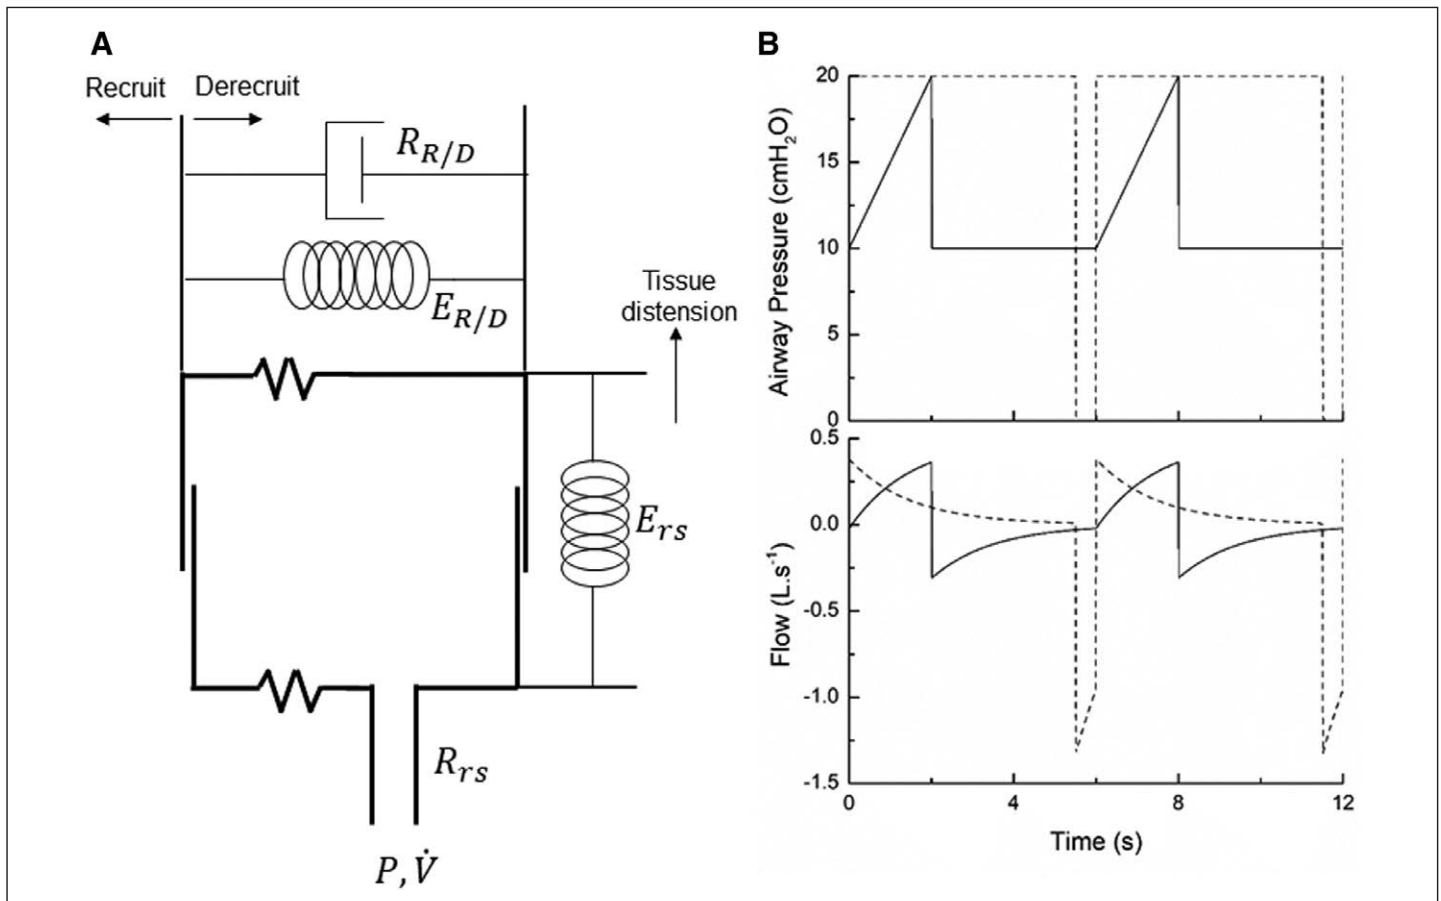 A
Recruit
Derecruit
R_{R/D}
E_{R/D}
Tissue
distension
E_{rs}
R_{rs}
P, V̇
B
20
15
10
5
0
Airway Pressure (cmH₂O)
0.5
0.0
-0.5
-1.0
-1.5
Flow (L.s⁻¹)
0
4
8
12
Time (s)